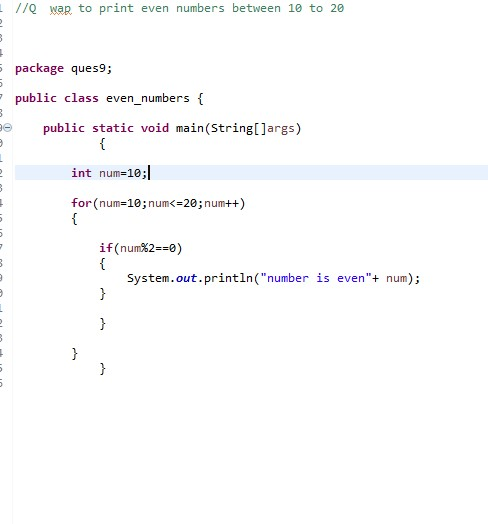 //Q  wap to print even numbers between 10 to 20
package ques9;
public class even_numbers {
    public static void main(String[]args)
            {
        int num=10;
        for(num=10;num<=20;num++)
        {
            if(num%2==0)
            {
                System.out.println("number is even"+ num);
            }
            }
        }
            }